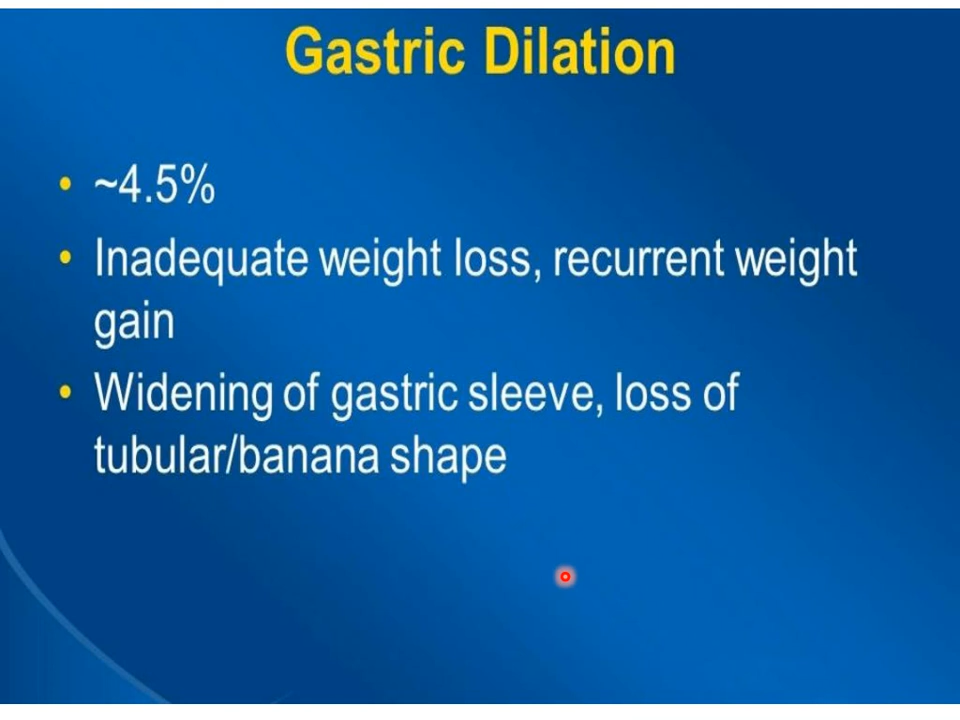 Gastric Dilation
• ~4.5%
• Inadequate weight loss, recurrent weight
gain
• Widening of gastric sleeve, loss of
tubular/banana shape